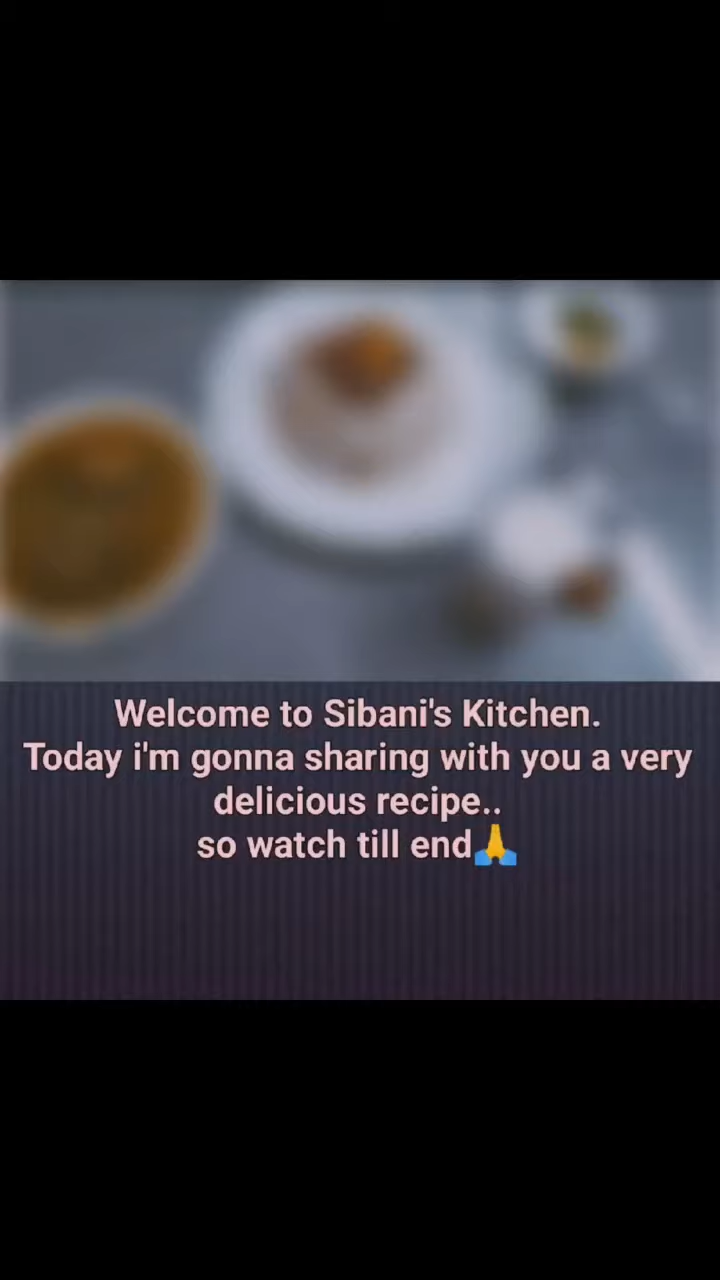 Welcome to Sibani's Kitchen.
Today i'm gonna sharing with you a very
delicious recipe..
so watch till end🙏